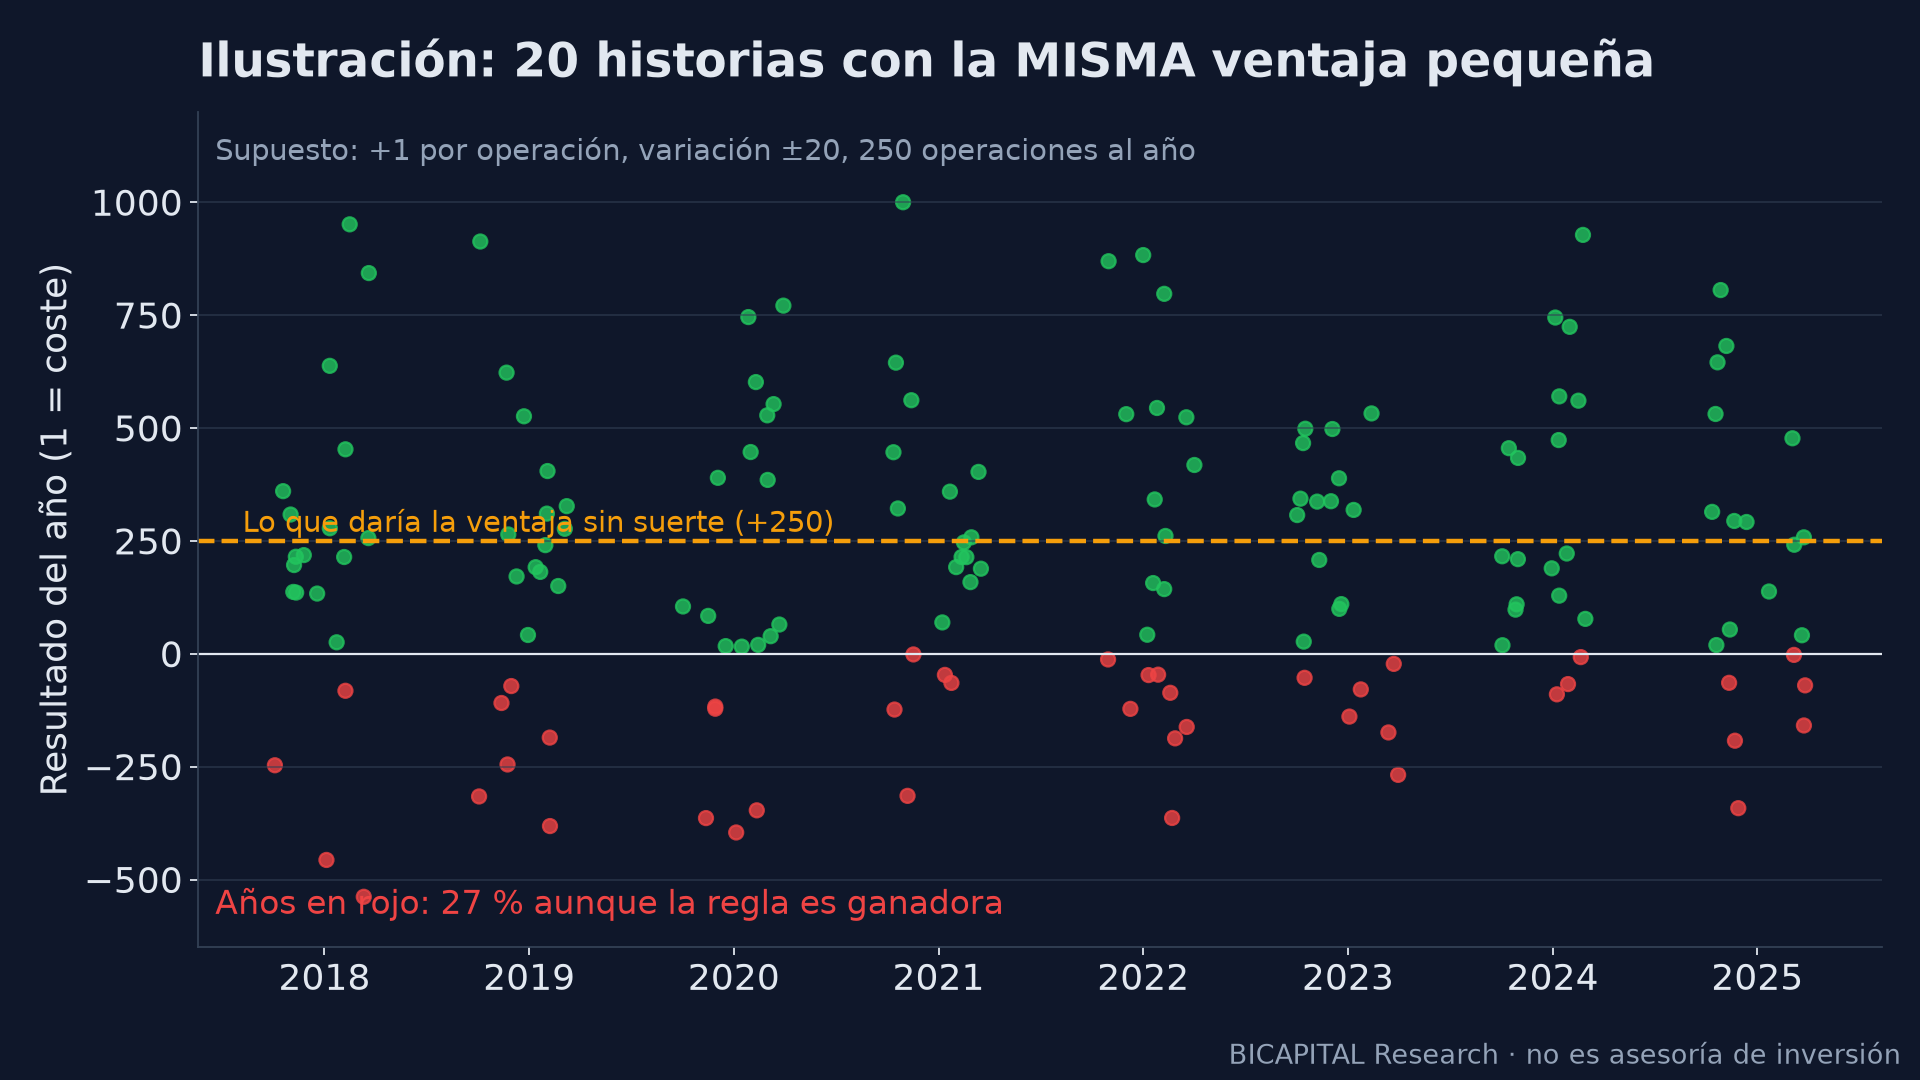 Ilustración: 20 historias con la MISMA ventaja pequeña
Supuesto: +1 por operación, variación ±20, 250 operaciones al año
Resultado del año (1 = coste)
1000
750
500
250
0
−250
−500
Lo que daría la ventaja sin suerte (+250)
Años en rojo: 27 % aunque la regla es ganadora
2018 2019 2020 2021 2022 2023 2024 2025
BICAPITAL Research · no es asesoría de inversión